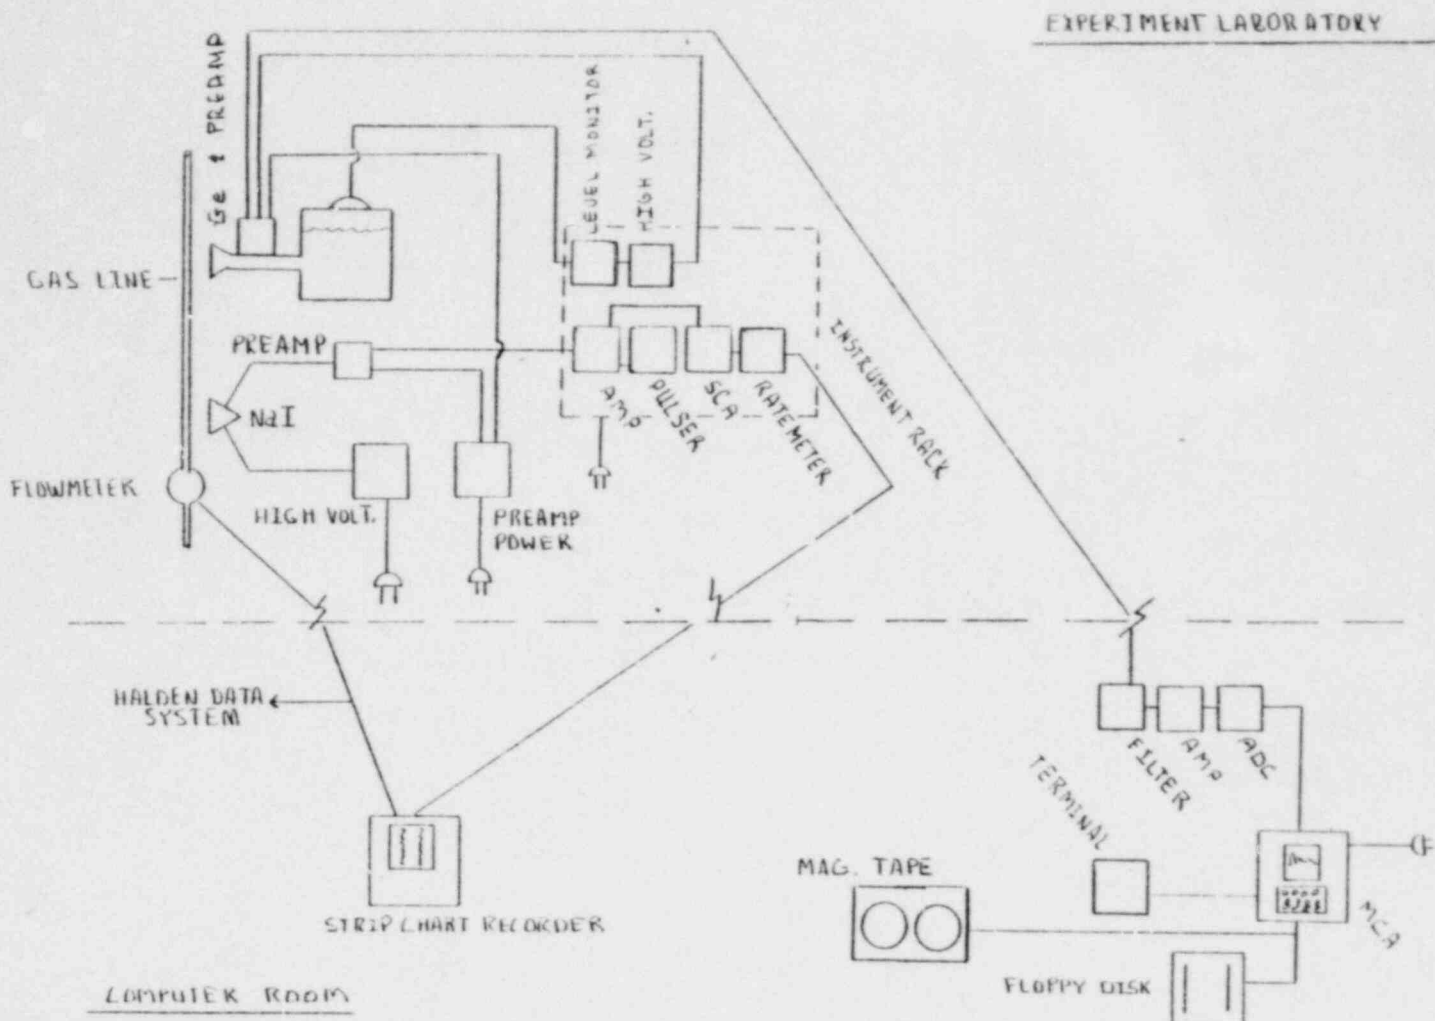 EXPERIMENT LABORATORY
Ge & PREAMP
LEVEL MONITOR
HIGH VOLT.
GAS LINE
PREAMP
NaI
AMP
PULSER
SCA
RATEMETER
INSTRUMENT RACK
FLOWMETER
HIGH VOLT.
PREAMP
POWER
HALDEN DATA
SYSTEM
FILTER
AMP
ADC
TERMINAL
MAG. TAPE
MCA
STRIP CHART RECORDER
FLOPPY DISK
COMPUTER ROOM